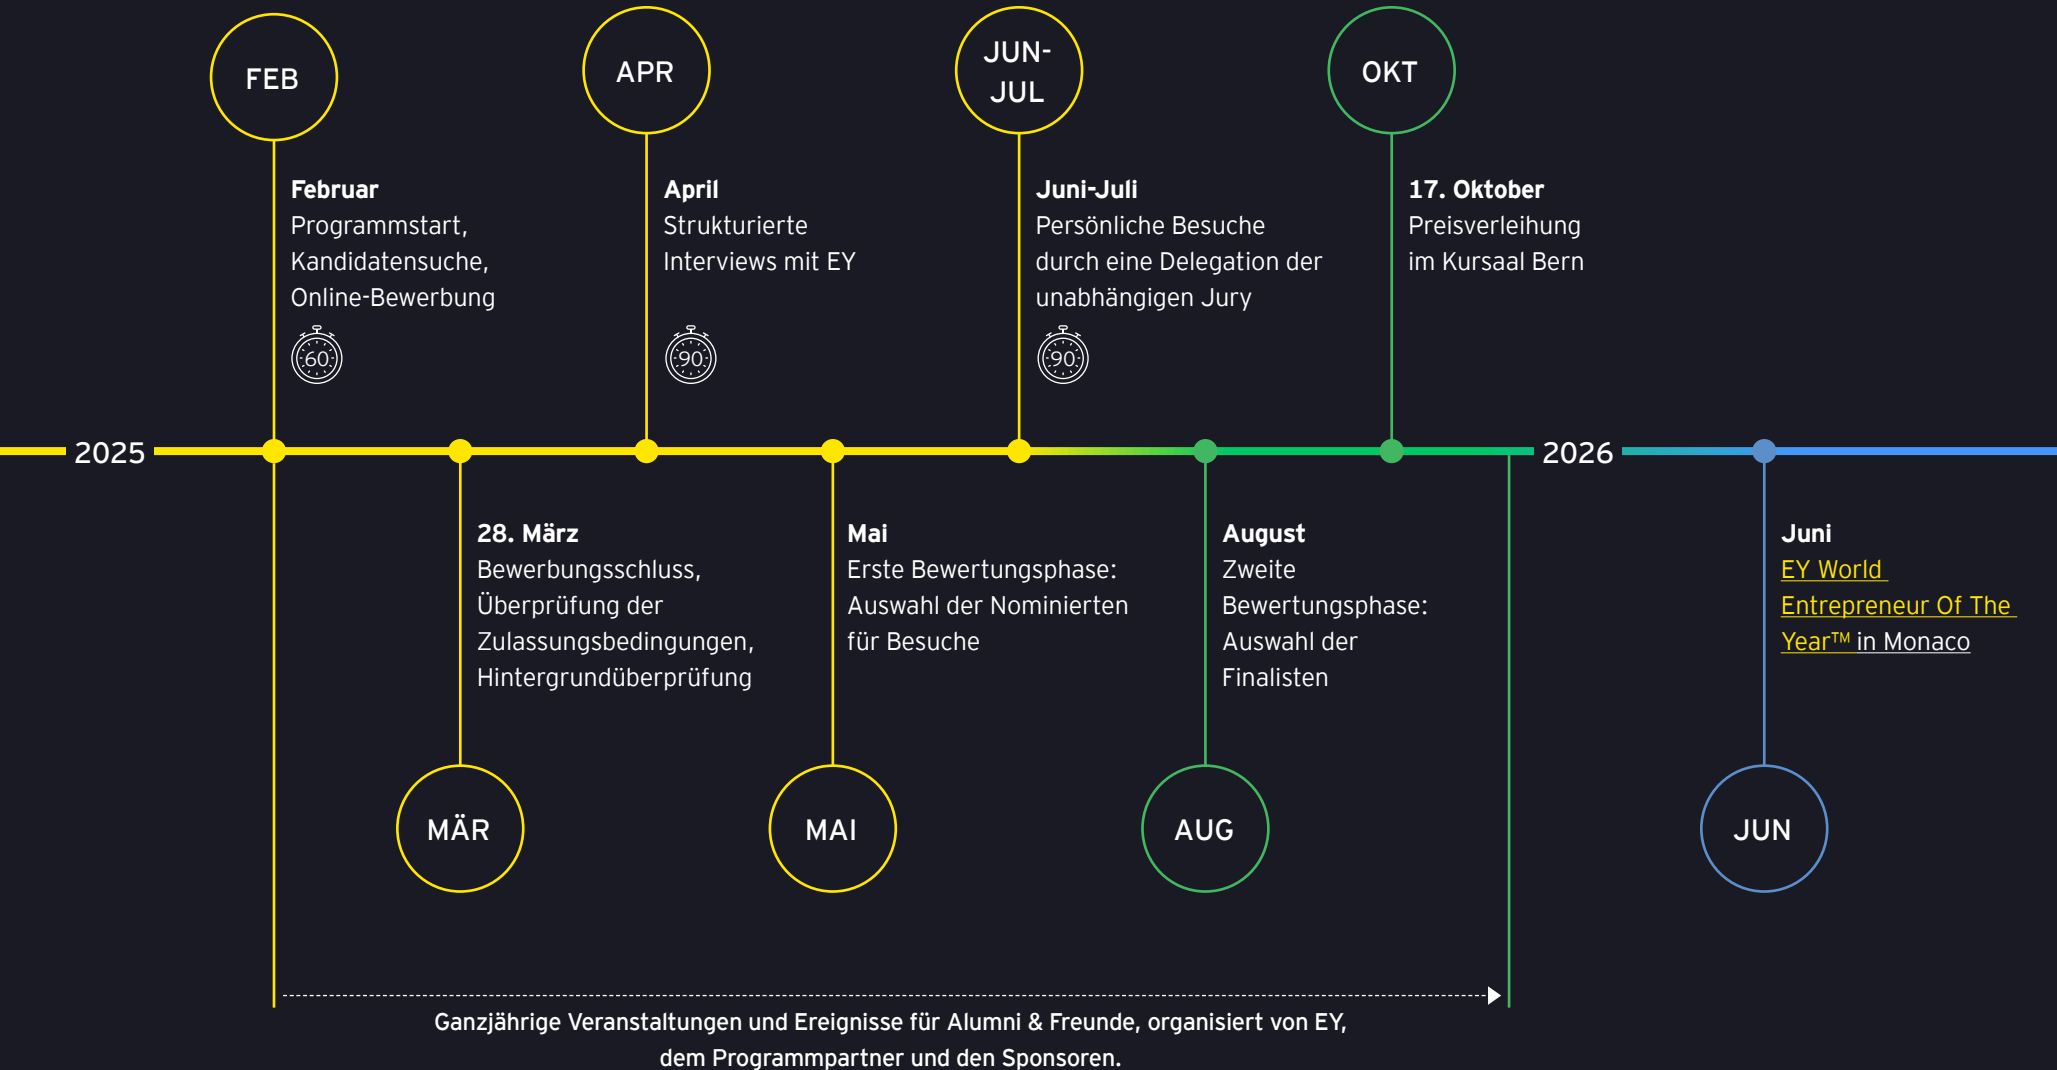 FEB
APR
JUN-
JUL
OKT
Februar
Programmstart,
Kandidatensuche,
Online-Bewerbung
60
April
Strukturierte
Interviews mit EY
90
Juni-Juli
Persönliche Besuche
durch eine Delegation der
unabhängigen Jury
90
17. Oktober
Preisverleihung
im Kursaal Bern
2025
2026
28. März
Bewerbungsschluss,
Überprüfung der
Zulassungsbedingungen,
Hintergrundüberprüfung
Mai
Erste Bewertungsphase:
Auswahl der Nominierten
für Besuche
August
Zweite
Bewertungsphase:
Auswahl der
Finalisten
Juni
EY World
Entrepreneur Of The
Year™ in Monaco
MÄR
MAI
AUG
JUN
Ganzjährige Veranstaltungen und Ereignisse für Alumni & Freunde, organisiert von EY,
dem Programmpartner und den Sponsoren.